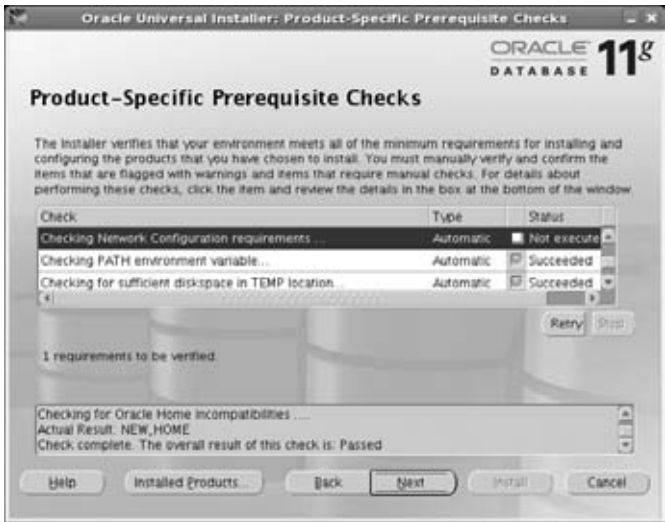 Oracle Universal Installer: Product-Specific Prerequisite Checks
ORACLE 11g
DATABASE
Product-Specific Prerequisite Checks
The Installer verifies that your environment meets all of the minimum requirements for installing and
configuring the products that you have chosen to install. You must manually verify and confirm the
items that are flagged with warnings and items that require manual checks. For details about
performing these checks, click the item and review the details in the box at the bottom of the window.
Check Type Status
Checking Network Configuration requirements ... Automatic Not execute
Checking PATH environment variable... Automatic Succeeded
Checking for sufficient diskspace in TEMP location... Automatic Succeeded
Retry Stop
1 requirements to be verified.
Checking for Oracle Home incompatibilities ....
Actual Result: NEW_HOME
Check complete. The overall result of this check is: Passed
Help Installed Products... Back Next Install Cancel